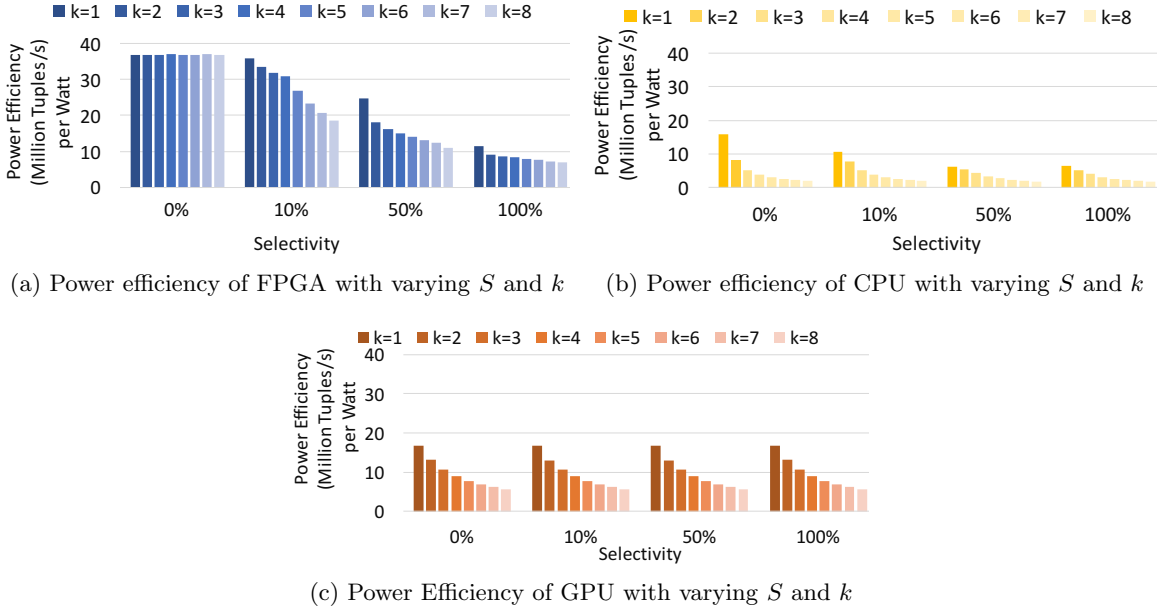 k=1 k=2 k=3 k=4 k=5 k=6 k=7 k=8
Power Efficiency
(Million Tuples/s)
per Watt
40
30
20
10
0
0% 10% 50% 100%
Selectivity
(a) Power efficiency of FPGA with varying S and k
k=1 k=2 k=3 k=4 k=5 k=6 k=7 k=8
Power Efficiency
(Million Tuples/s)
per Watt
40
30
20
10
0
0% 10% 50% 100%
Selectivity
(b) Power efficiency of CPU with varying S and k
k=1 k=2 k=3 k=4 k=5 k=6 k=7 k=8
Power Efficiency
(Million Tuples/s)
per Watt
40
30
20
10
0
0% 10% 50% 100%
Selectivity
(c) Power Efficiency of GPU with varying S and k